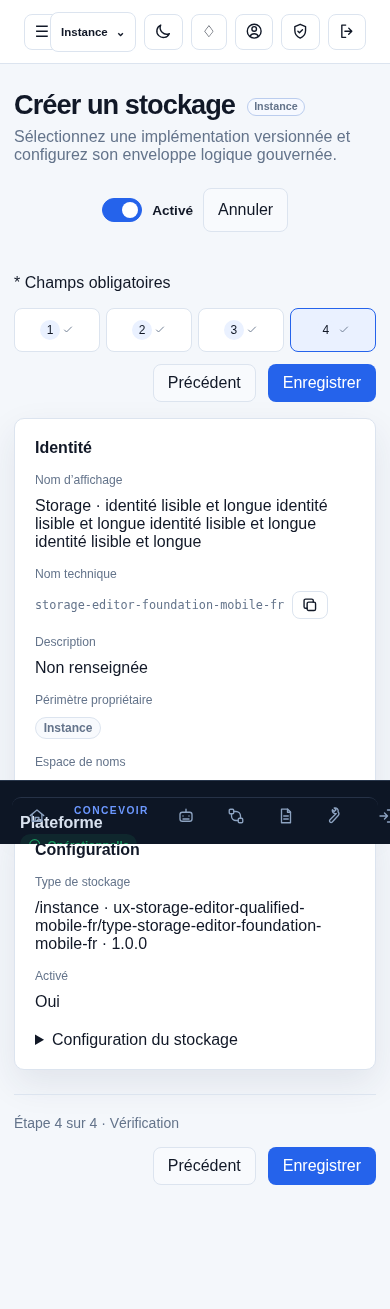 Instance
Créer un stockage
Instance
Sélectionnez une implémentation versionnée et
configurez son enveloppe logique gouvernée.
Activé
Annuler
* Champs obligatoires
1
2
3
4
Précédent
Enregistrer
Identité
Nom d’affichage
Storage · identité lisible et longue identité
lisible et longue identité lisible et longue
identité lisible et longue
Nom technique
storage-editor-foundation-mobile-fr
Description
Non renseignée
Périmètre propriétaire
Instance
Espace de noms
CONCEVOIR
Plateforme
Configuration
Type de stockage
/instance · ux-storage-editor-qualified-
mobile-fr/type-storage-editor-foundation-
mobile-fr · 1.0.0
Activé
Oui
Configuration du stockage
Étape 4 sur 4 · Vérification
Précédent
Enregistrer